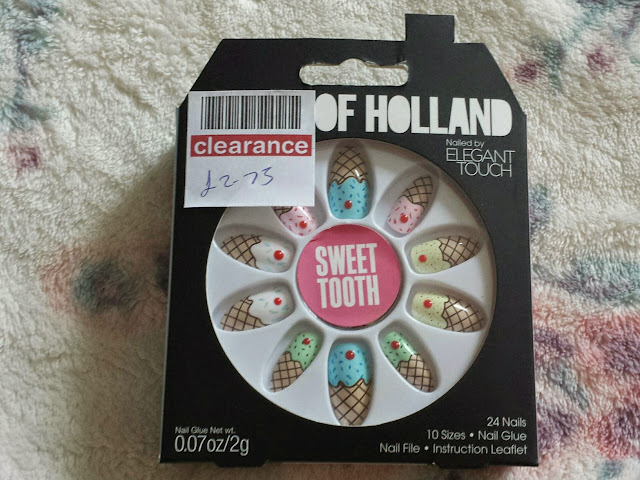 clearance
£2-75
OF HOLLAND
Nailed by
ELEGANT
TOUCH
SWEET
TOOTH
Nail Glue Net wt.
0.07oz/2g
24 Nails
10 Sizes • Nail Glue
Nail File • Instruction Leaflet